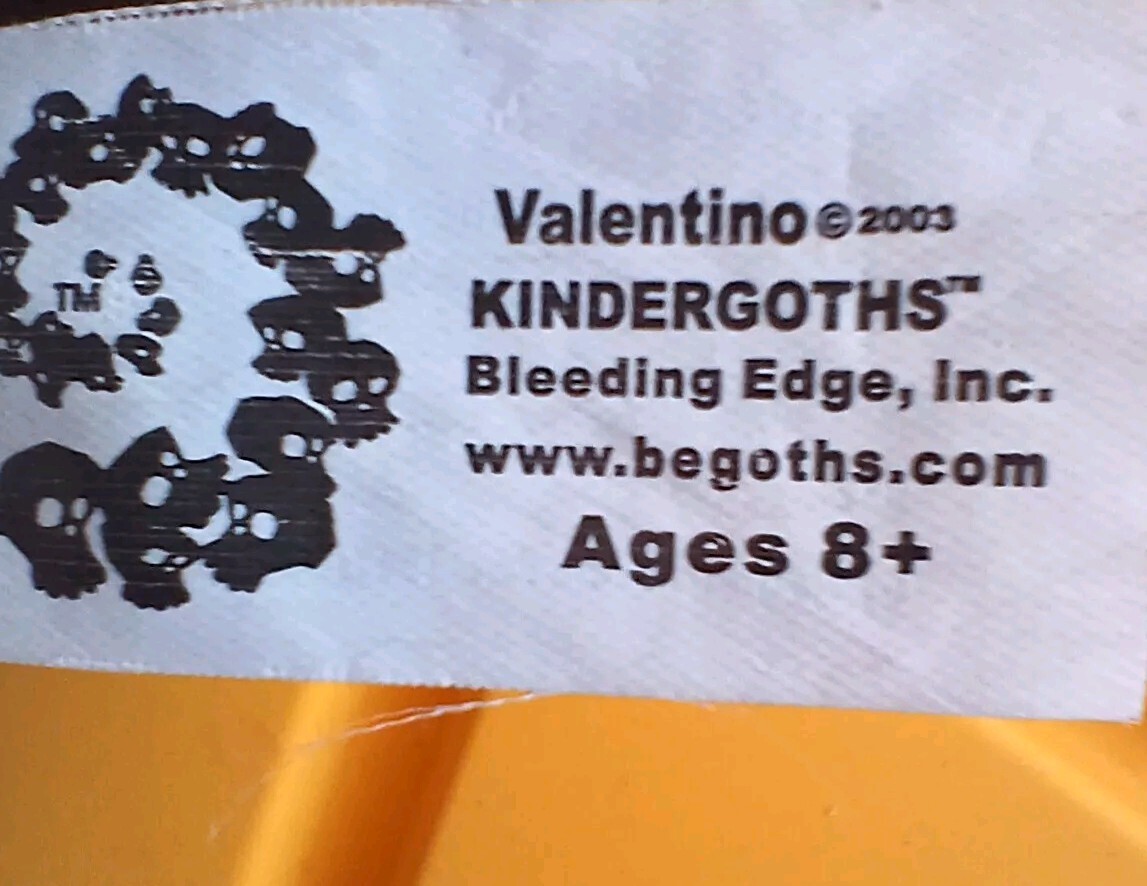 Valentino ©2003
KINDERGOTHS™
Bleeding Edge, Inc.
www.begoths.com
Ages 8+
TM